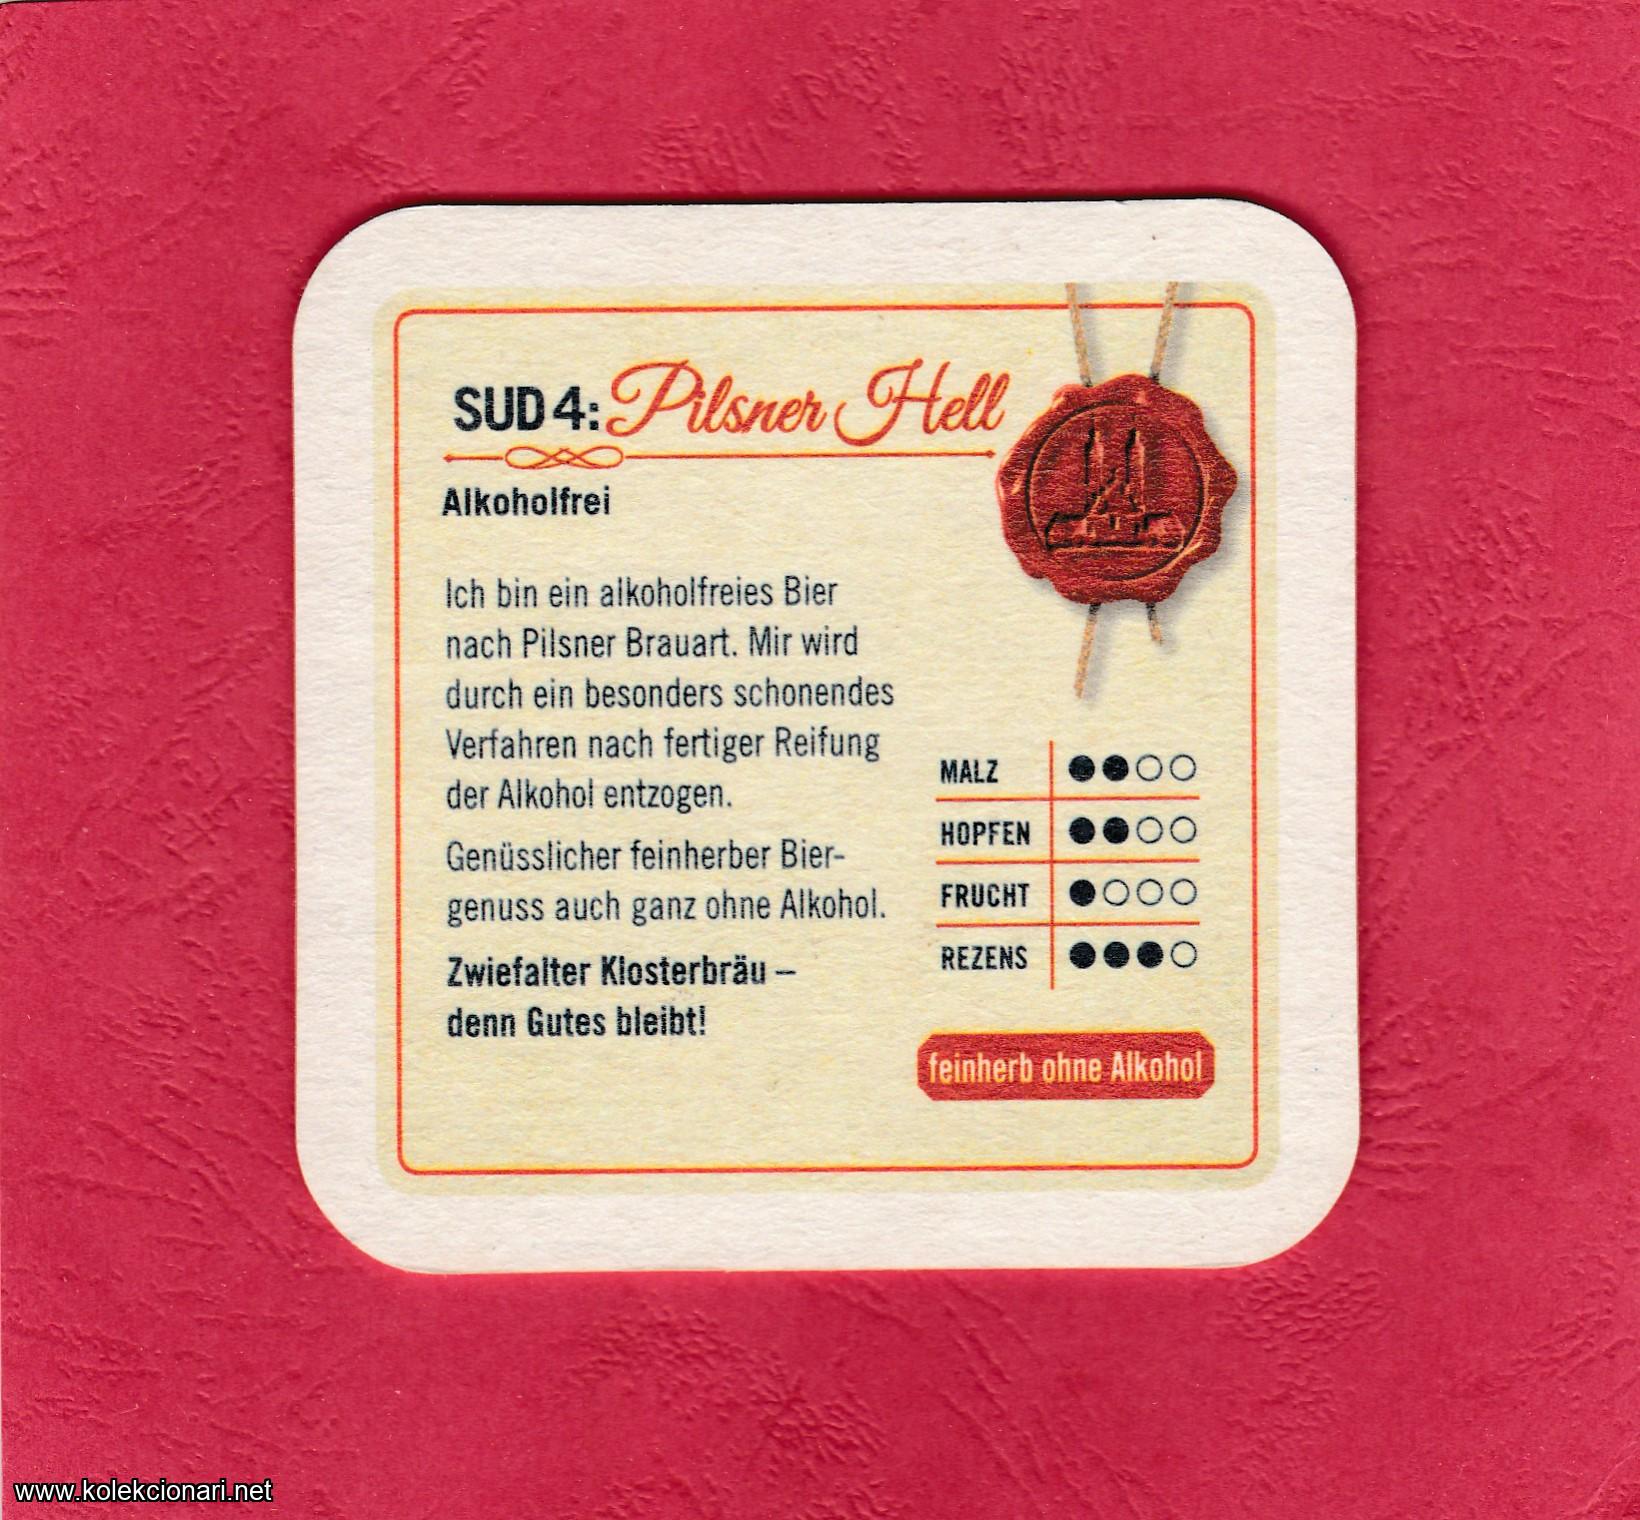 SUD 4: Pilsner Hell
Alkoholfrei
Ich bin ein alkoholfreies Bier
nach Pilsner Brauart. Mir wird
durch ein besonders schonendes
Verfahren nach fertiger Reifung
der Alkohol entzogen.
Genüsslicher feinherber Bier-
genuss auch ganz ohne Alkohol.
Zwiefalter Klosterbräu –
denn Gutes bleibt!
MALZ
HOPFEN
FRUCHT
REZENS
feinherb ohne Alkohol
www.kolekcionari.net